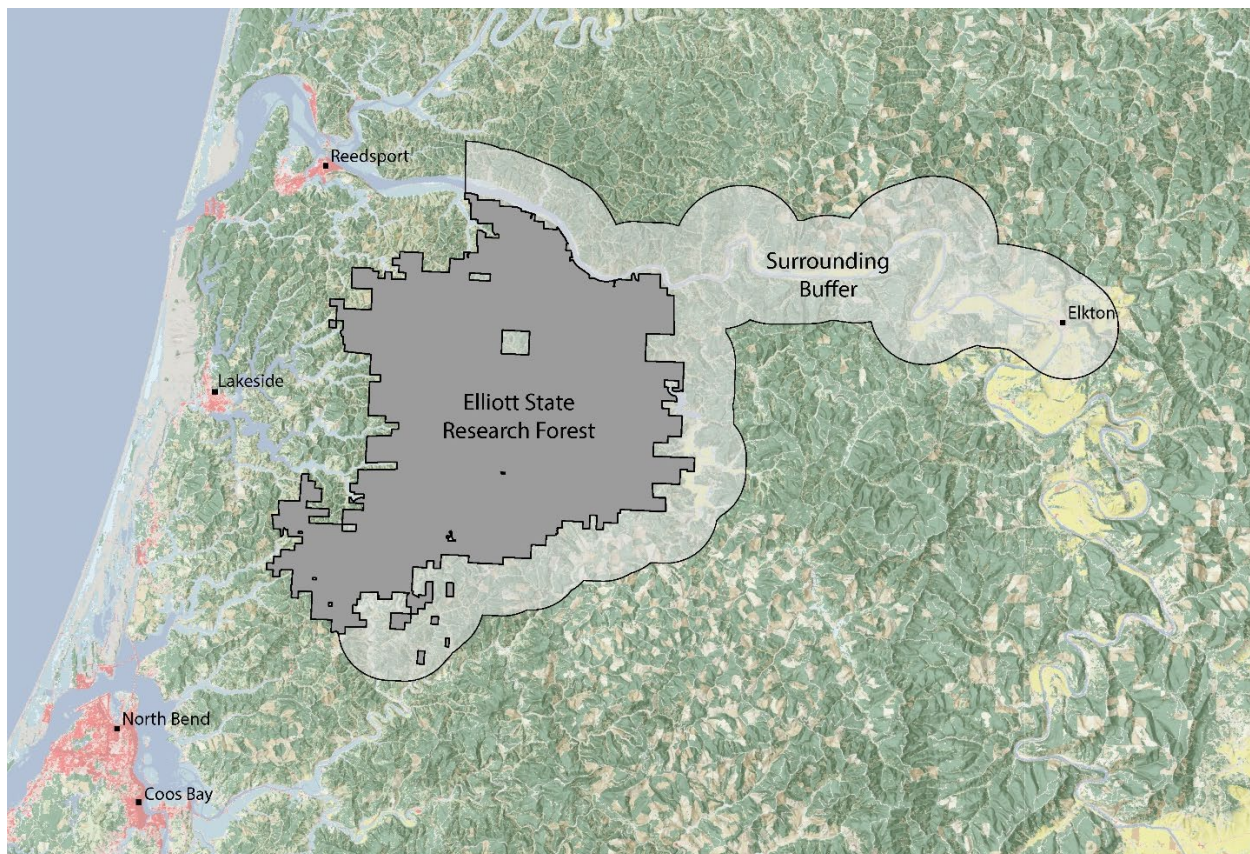 Reedsport
Surrounding
Buffer
Elkton
Lakeside
Elliott State
Research Forest
North Bend
Coos Bay